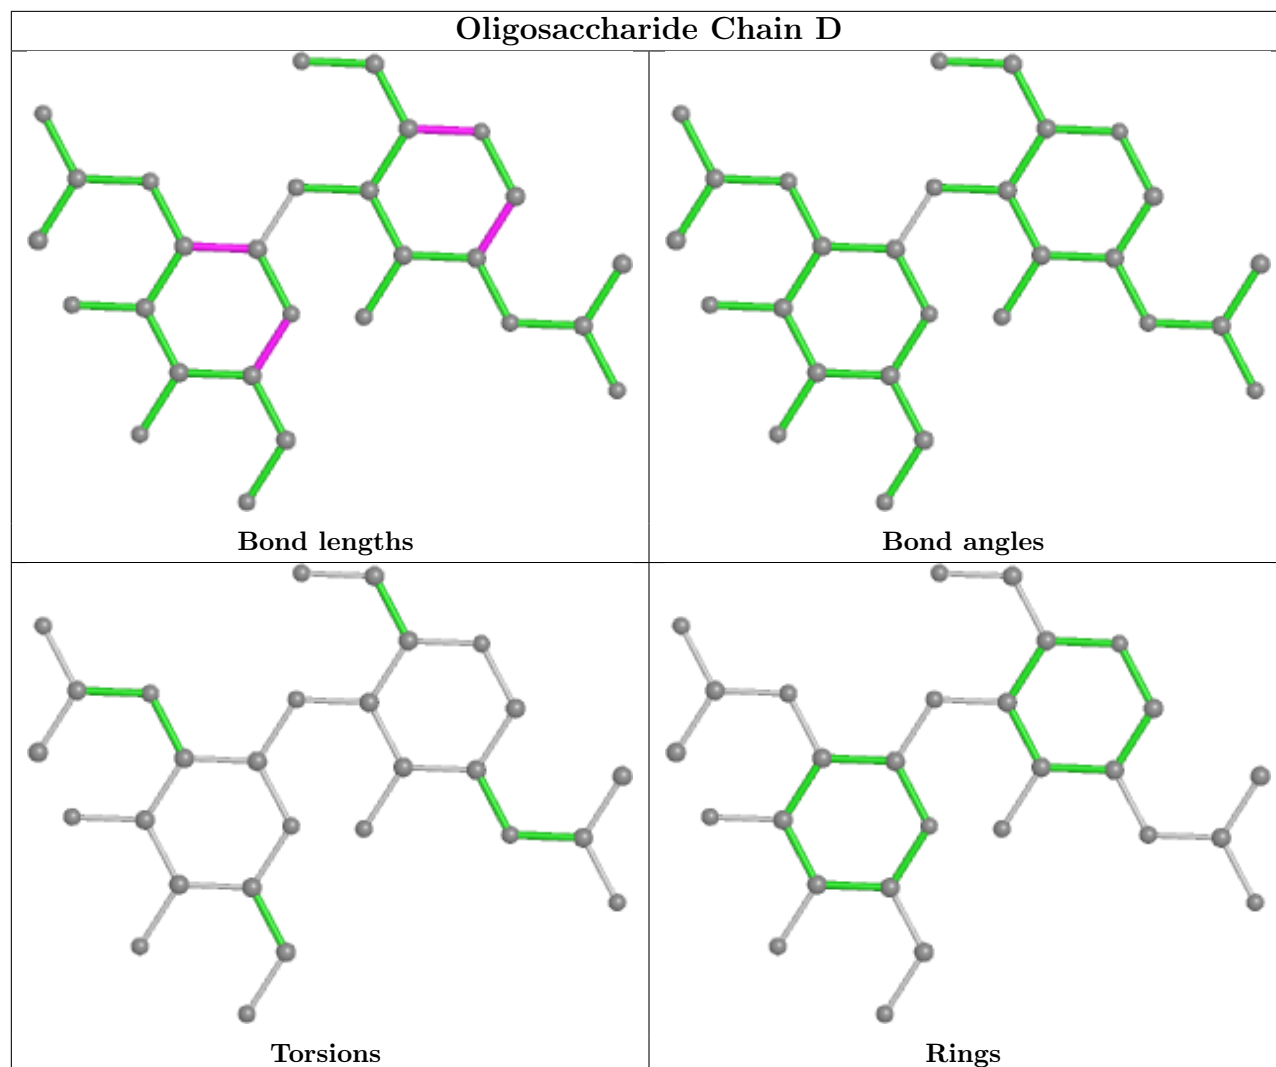 Oligosaccharide Chain D
Bond lengths
Bond angles
Torsions
Rings